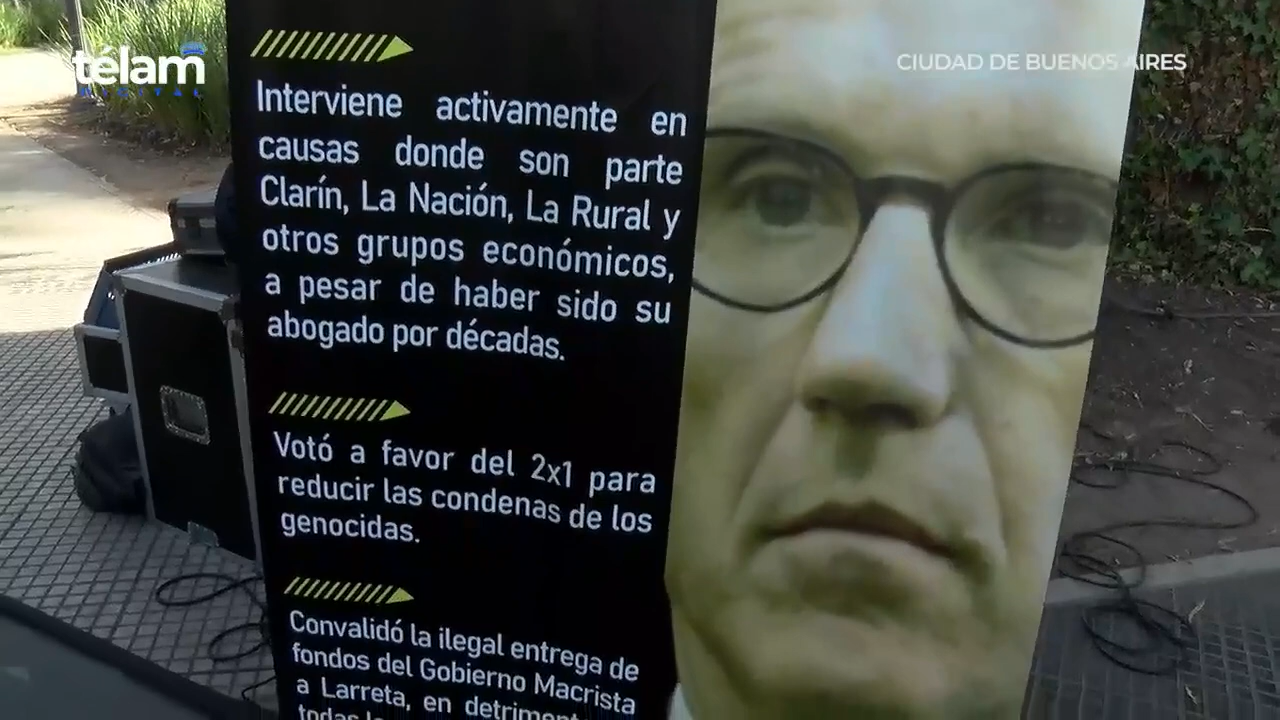 télam
DIGITAL
CIUDAD DE BUENOS AIRES
Interviene activamente en
causas donde son parte
Clarín, La Nación, La Rural y
otros grupos económicos,
a pesar de haber sido su
abogado por décadas.
Votó a favor del 2x1 para
reducir las condenas de los
genocidas.
Convalidó la ilegal entrega de
fondos del Gobierno Macrista
a Larreta, en